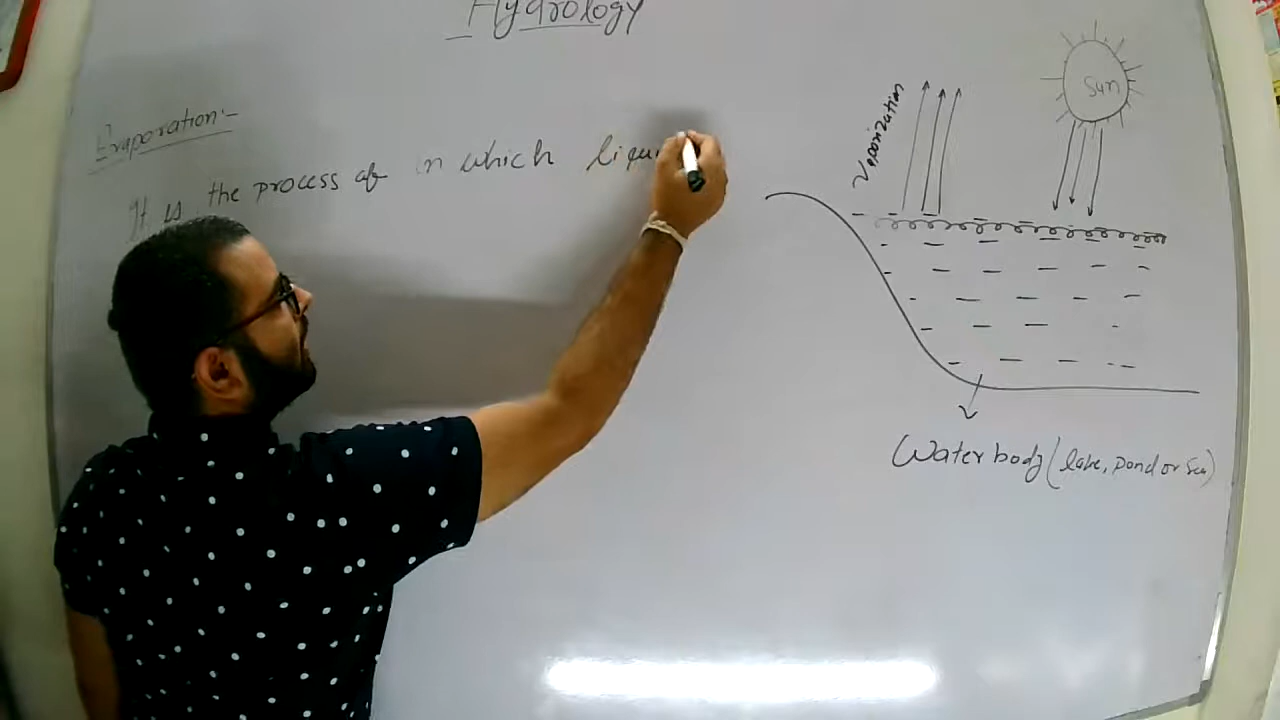 Hydrology
Evaporation:-
It is the process of in which liqu
Vaporization
Sun
Water body (lake, pond or Sea)